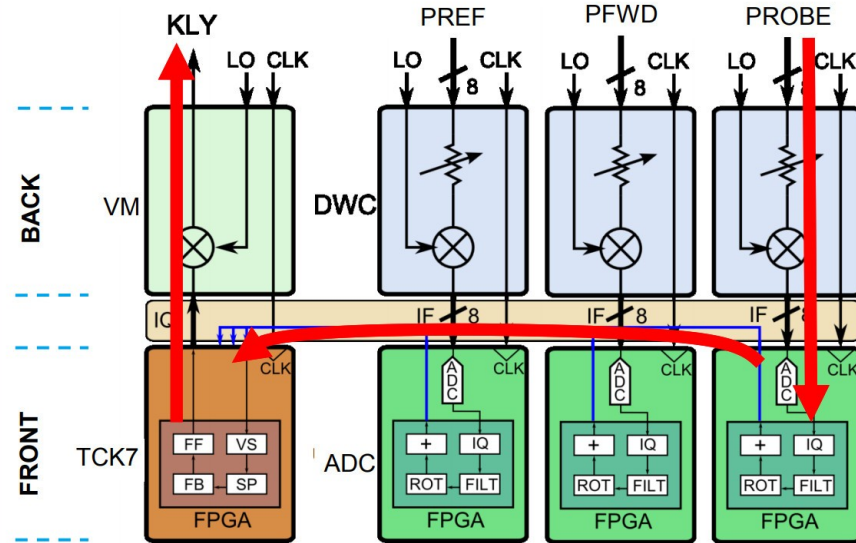 KLY PREF PFWD PROBE
LO CLK LO CLK LO CLK LO CLK
8 8 8
BACK
VM DWC
IQ IF 8 IF 8 IF 8
CLK ADC CLK ADC CLK ADC CLK
FRONT
TCK7 ADC
FF VS + IQ + IQ + IQ
FB SP ROT FILT ROT FILT ROT FILT
FPGA FPGA FPGA FPGA